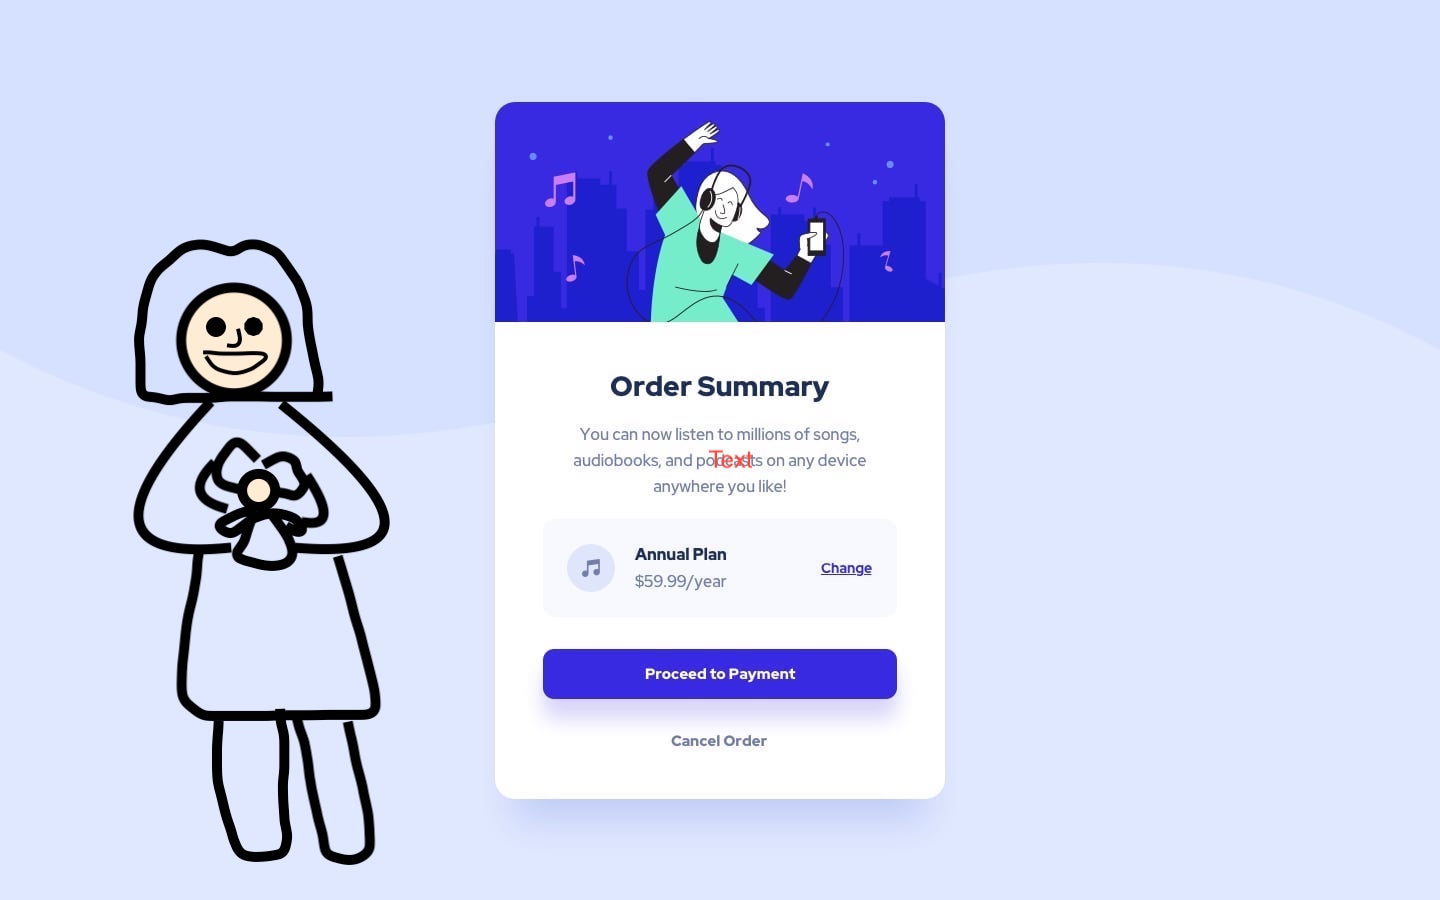 Order Summary
You can now listen to millions of songs,
audiobooks, and podcasts on any device
Text
anywhere you like!
Annual Plan
$59.99/year
Change
Proceed to Payment
Cancel Order